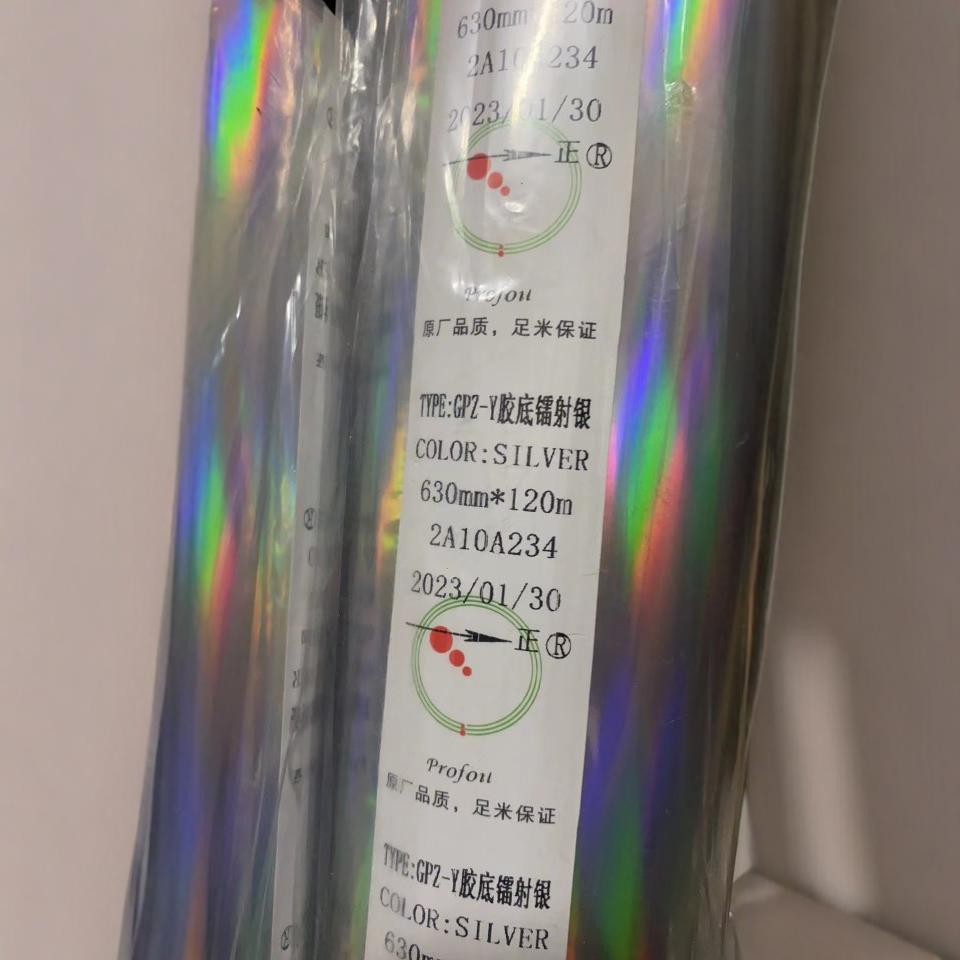 630mm 120m
2A10 234
2023/01/30
正®
Profou
原厂品质，足米保证
TYPE:GPZ-Y胶底镭射银
COLOR:SILVER
630mm*120m
2A10A234
2023/01/30
正®
Profou
原厂品质，足米保证
TYPE:GPZ-Y胶底镭射银
COLOR:SILVER